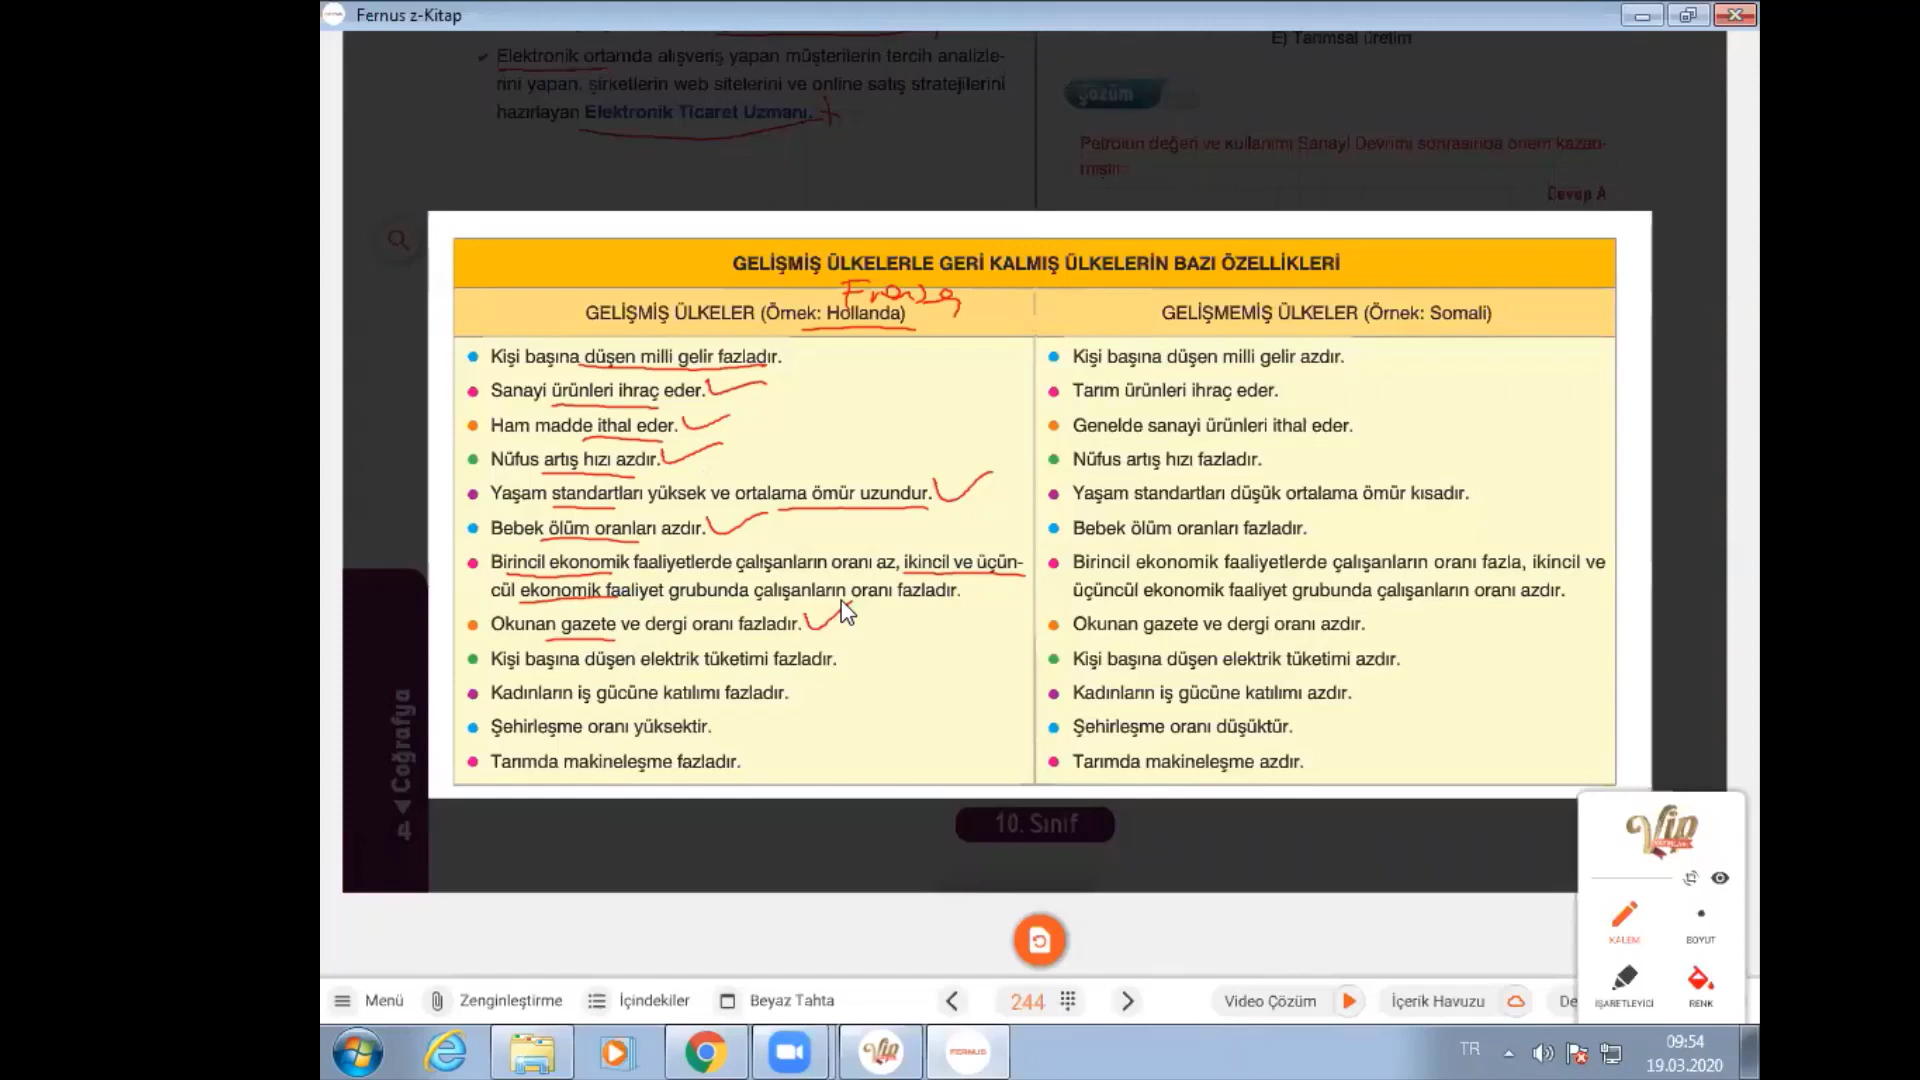 Fernus z-Kitap
Elektronik ortamda alışveriş yapan müşterilerin tercih analizle-
rini yapan, şirketlerin web sitelerini ve online satış stratejilerini
hazırlayan Elektronik Ticaret Uzmanı.
E) Tarımsal üretim
Çözüm
Petrolün değeri ve kullanımı Sanayi Devrimi sonrasında önem kazan-
mıştır.
Cevap A
GELİŞMİŞ ÜLKELERLE GERİ KALMIŞ ÜLKELERİN BAZI ÖZELLİKLERİ
GELİŞMİŞ ÜLKELER (Örnek: Hollanda)
Kişi başına düşen milli gelir fazladır.
Sanayi ürünleri ihraç eder.
Ham madde ithal eder.
Nüfus artış hızı azdır.
Yaşam standartları yüksek ve ortalama ömür uzundur.
Bebek ölüm oranları azdır.
Birincil ekonomik faaliyetlerde çalışanların oranı az, ikincil ve üçün-
cül ekonomik faaliyet grubunda çalışanların oranı fazladır.
Okunan gazete ve dergi oranı fazladır.
Kişi başına düşen elektrik tüketimi fazladır.
Kadınların iş gücüne katılımı fazladır.
Şehirleşme oranı yüksektir.
Tarımda makineleşme fazladır.
GELİŞMEMİŞ ÜLKELER (Örnek: Somali)
Kişi başına düşen milli gelir azdır.
Tarım ürünleri ihraç eder.
Genelde sanayi ürünleri ithal eder.
Nüfus artış hızı fazladır.
Yaşam standartları düşük ortalama ömür kısadır.
Bebek ölüm oranları fazladır.
Birincil ekonomik faaliyetlerde çalışanların oranı fazla, ikincil ve
üçüncül ekonomik faaliyet grubunda çalışanların oranı azdır.
Okunan gazete ve dergi oranı azdır.
Kişi başına düşen elektrik tüketimi azdır.
Kadınların iş gücüne katılımı azdır.
Şehirleşme oranı düşüktür.
Tarımda makineleşme azdır.
4 Coğrafya
10. Sınıf
Vip
KALEM
BOYUT
İŞARETLEYİCİ
RENK
Menü
Zenginleştirme
İçindekiler
Beyaz Tahta
244
Video Çözüm
İçerik Havuzu
De
Vip
FERNUS
TR
09:54
19.03.2020